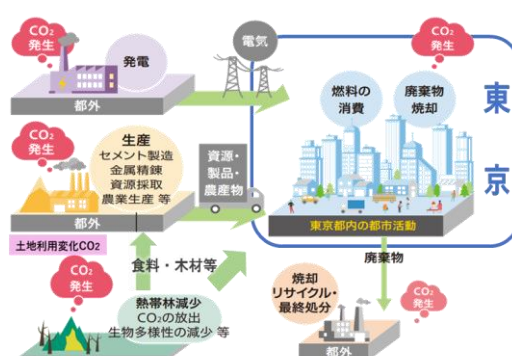 CO₂
発生
発電
都外
電気
CO₂
発生
燃料の
消費
廃棄物
焼却
東
京
CO₂
発生
生産
セメント製造
金属精錬
資源採取
農業生産 等
都外
資源・
製品・
農産物
東京都内の都市活動
土地利用変化CO₂
食料・木材等
廃棄物
CO₂
発生
熱帯林減少
CO₂の放出
生物多様性の減少 等
焼却
リサイクル・
最終処分
CO₂
発生
都外